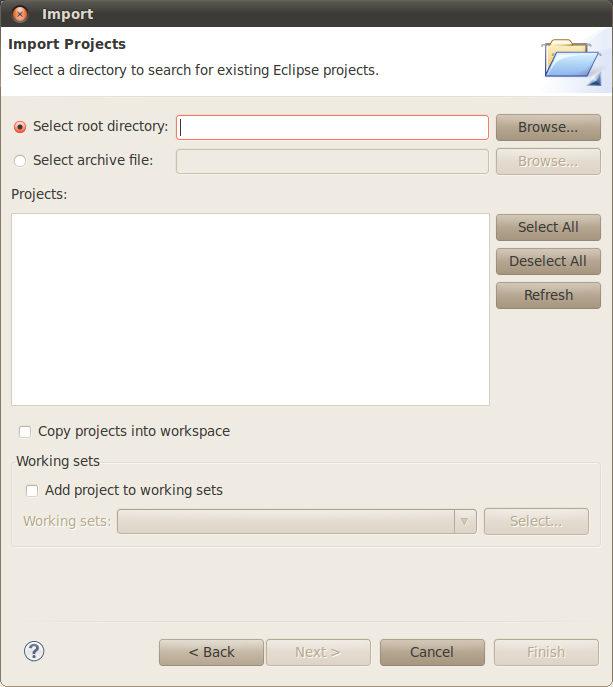 Import
Import Projects
Select a directory to search for existing Eclipse projects.
Select root directory: Browse...
Select archive file: Browse...
Projects:
Select All
Deselect All
Refresh
Copy projects into workspace
Working sets
Add project to working sets
Working sets: Select...
? < Back Next > Cancel Finish